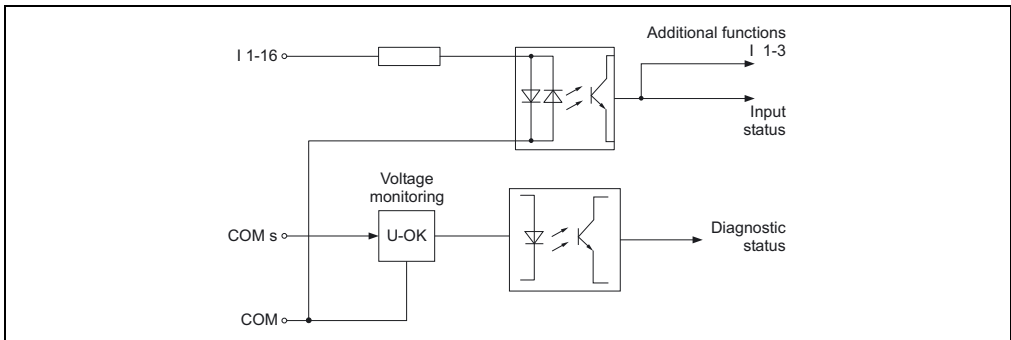 Additional functions
I 1-3
I 1-16
Input
status
Voltage
monitoring
COM s
U-OK
Diagnostic
status
COM